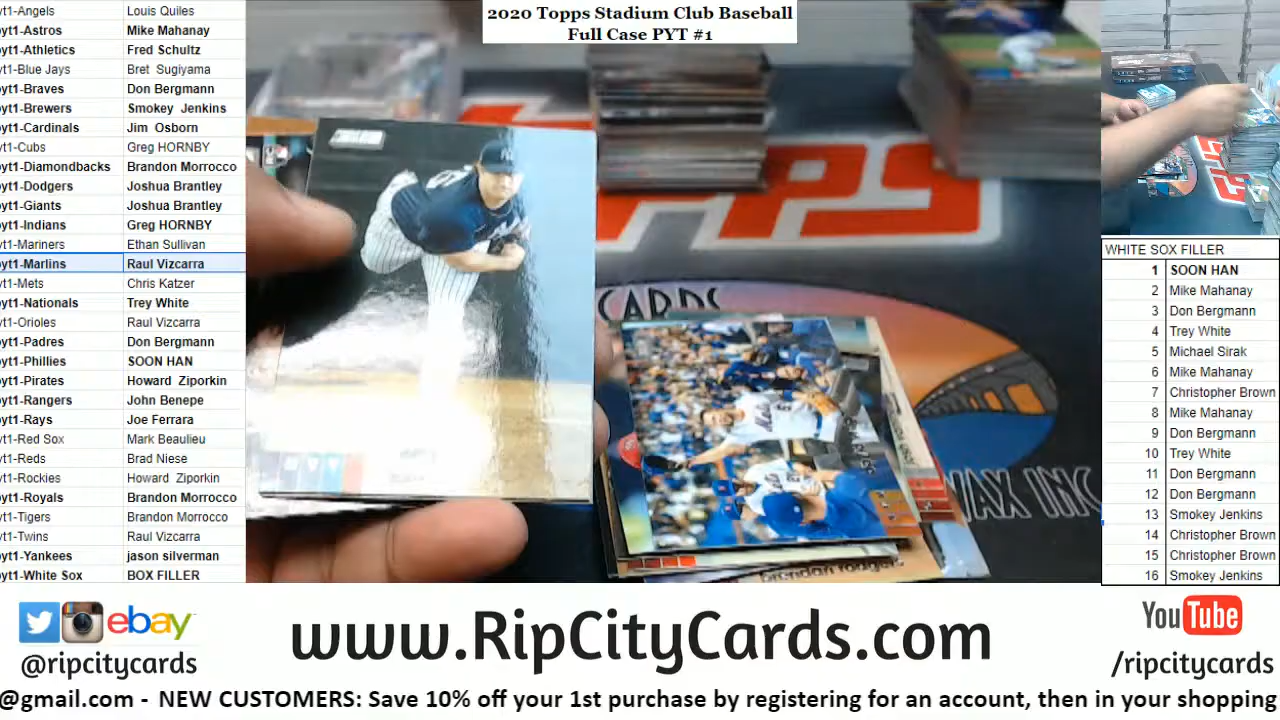 2020 Topps Stadium Club Baseball
Full Case PYT #1
yt1-Angels Louis Quiles
yt1-Astros Mike Mahanay
yt1-Athletics Fred Schultz
yt1-Blue Jays Bret Sugiyama
yt1-Braves Don Bergmann
yt1-Brewers Smokey Jenkins
yt1-Cardinals Jim Osborn
yt1-Cubs Greg HORNBY
yt1-Diamondbacks Brandon Morrocco
yt1-Dodgers Joshua Brantley
yt1-Giants Joshua Brantley
yt1-Indians Greg HORNBY
yt1-Mariners Ethan Sullivan
yt1-Marlins Raul Vizcarra
yt1-Mets Chris Katzer
yt1-Nationals Trey White
yt1-Orioles Raul Vizcarra
yt1-Padres Don Bergmann
yt1-Phillies SOON HAN
yt1-Pirates Howard Ziporkin
yt1-Rangers John Benepe
yt1-Rays Joe Ferrara
yt1-Red Sox Mark Beaulieu
yt1-Reds Brad Niese
yt1-Rockies Howard Ziporkin
yt1-Royals Brandon Morrocco
yt1-Tigers Brandon Morrocco
yt1-Twins Raul Vizcarra
yt1-Yankees jason silverman
yt1-White Sox BOX FILLER
CARDS
WAX INC
WHITE SOX FILLER
1 SOON HAN
2 Mike Mahanay
3 Don Bergmann
4 Trey White
5 Michael Sirak
6 Mike Mahanay
7 Christopher Brown
8 Mike Mahanay
9 Don Bergmann
10 Trey White
11 Don Bergmann
12 Don Bergmann
13 Smokey Jenkins
14 Christopher Brown
15 Christopher Brown
16 Smokey Jenkins
ebay
@ripcitycards
www.RipCityCards.com
YouTube
/ripcitycards
@gmail.com - NEW CUSTOMERS: Save 10% off your 1st purchase by registering for an account, then in your shopping